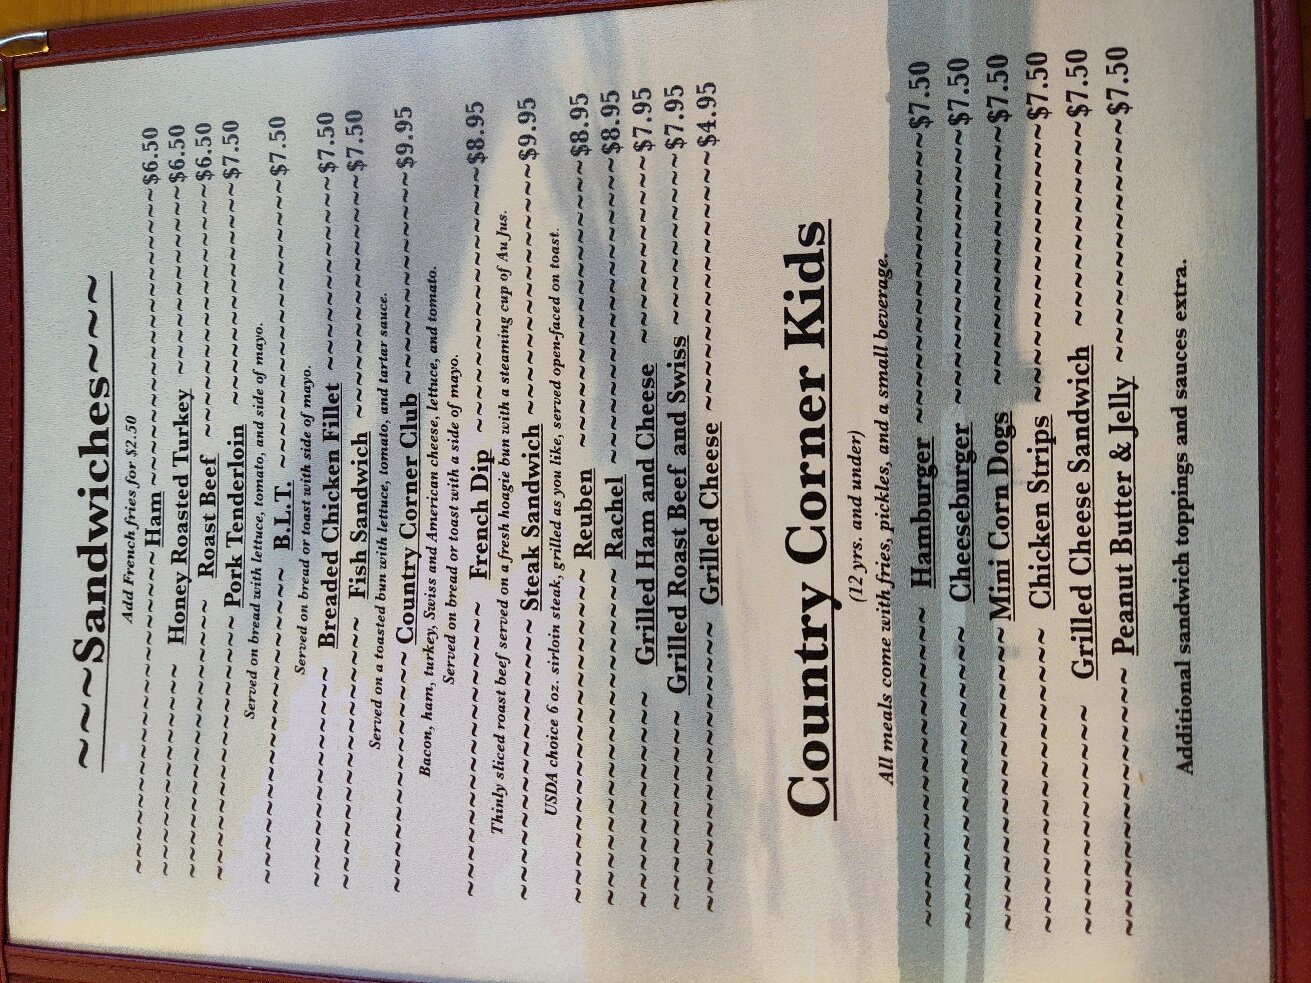 ~~~Sandwiches~~~
Add French fries for $2.50
~~~~~~~~~~~~~~~~Ham~~~~~~~~~~~~~~~~$6.50
~~~~~~~~~~ Honey Roasted Turkey ~~~~~~~~~~$6.50
~~~~~~~~~~~~~ Roast Beef ~~~~~~~~~~~~~$6.50
~~~~~~~~~~~~ Pork Tenderloin ~~~~~~~~~~~~$7.50
Served on bread with lettuce, tomato, and side of mayo.
~~~~~~~~~~~~~~~ B.L.T. ~~~~~~~~~~~~~~~$7.50
Served on bread or toast with side of mayo.
~~~~~~~~~~ Breaded Chicken Fillet ~~~~~~~~~~$7.50
~~~~~~~~~~~~~ Fish Sandwich ~~~~~~~~~~~~~$7.50
Served on a toasted bun with lettuce, tomato, and tartar sauce.
~~~~~~~~~~~ Country Corner Club ~~~~~~~~~~~$9.95
Bacon, ham, turkey, Swiss and American cheese, lettuce, and tomato.
Served on bread or toast with a side of mayo.
~~~~~~~~~~~~~~ French Dip ~~~~~~~~~~~~~~$8.95
Thinly sliced roast beef served on a fresh hoagie bun with a steaming cup of Au Jus.
~~~~~~~~~~~~~ Steak Sandwich ~~~~~~~~~~~~~$9.95
USDA choice 6 oz. sirloin steak, grilled as you like, served open-faced on toast.
~~~~~~~~~~~~~~~ Reuben ~~~~~~~~~~~~~~~$8.95
~~~~~~~~~~~~~~~ Rachel ~~~~~~~~~~~~~~~$8.95
~~~~~~~~~~ Grilled Ham and Cheese ~~~~~~~~~~$7.95
~~~~~~~~~ Grilled Roast Beef and Swiss ~~~~~~~~~$7.95
~~~~~~~~~~~~~ Grilled Cheese ~~~~~~~~~~~~~$4.95
Country Corner Kids
(12 yrs. and under)
All meals come with fries, pickles, and a small beverage.
~~~~~~~~~~~~~~ Hamburger ~~~~~~~~~~~~~~$7.50
~~~~~~~~~~~~~ Cheeseburger ~~~~~~~~~~~~~$7.50
~~~~~~~~~~~~~ Mini Corn Dogs ~~~~~~~~~~~~~$7.50
~~~~~~~~~~~~~ Chicken Strips ~~~~~~~~~~~~~$7.50
~~~~~~~~~~ Grilled Cheese Sandwich ~~~~~~~~~~$7.50
~~~~~~~~~~~ Peanut Butter & Jelly ~~~~~~~~~~~$7.50
Additional sandwich toppings and sauces extra.